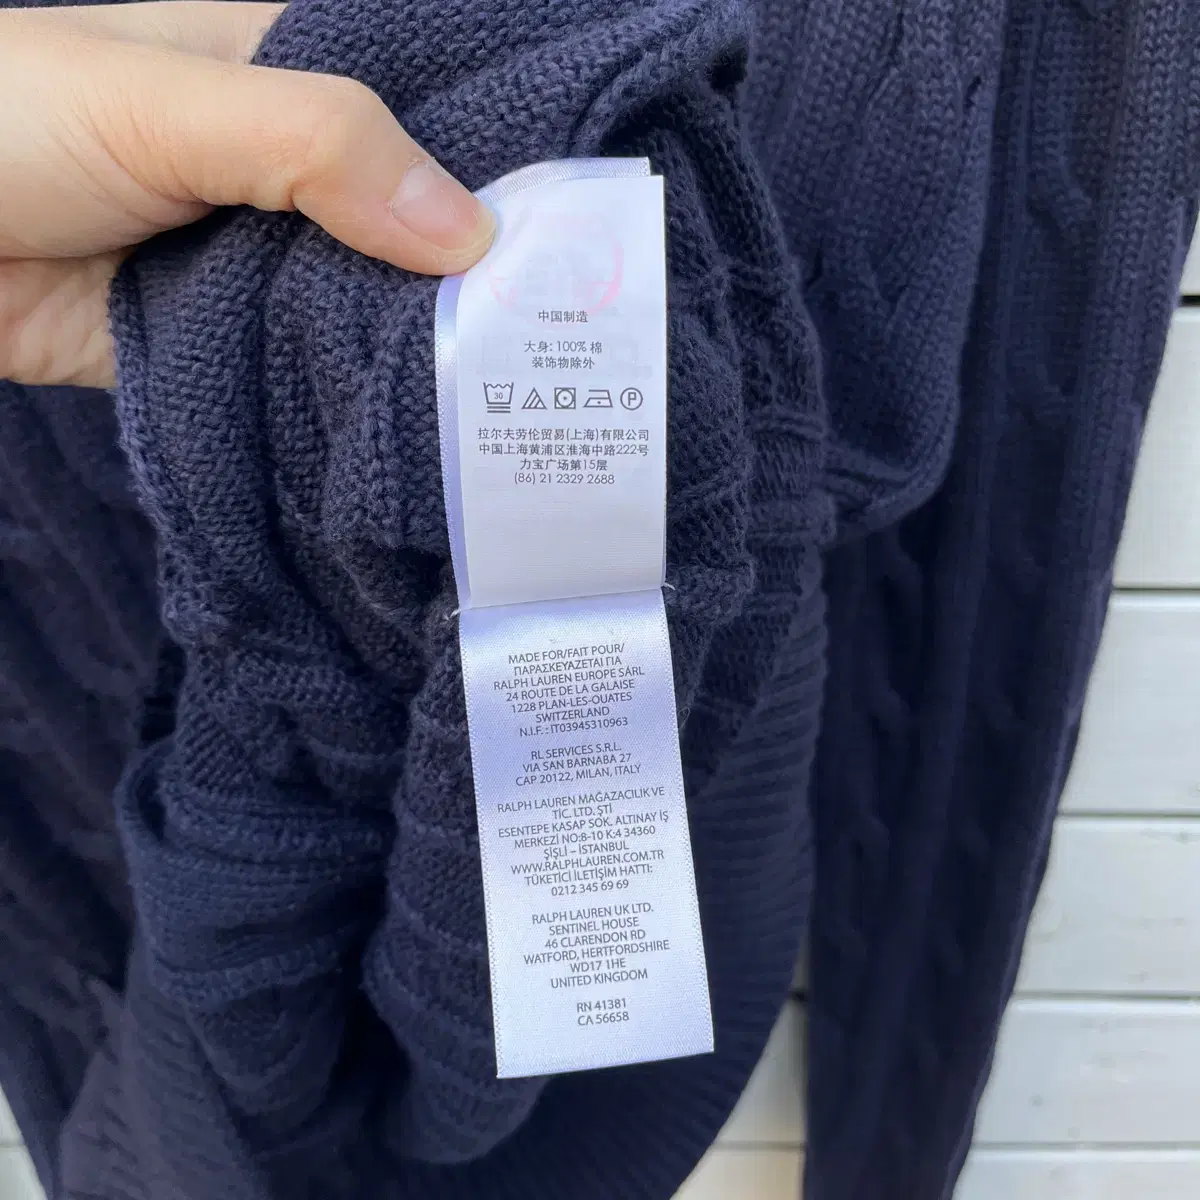 中国制造
大身: 100% 棉
装饰物除外
30
P
拉尔夫劳伦贸易(上海)有限公司
中国上海黄浦区淮海中路222号
力宝广场第15层
(86) 21 2329 2688
MADE FOR/FAIT POUR/
ΠΑΡΑΣΚΕΥΑΖΕΤΑΙ ΓΙΑ
RALPH LAUREN EUROPE SÀRL
24 ROUTE DE LA GALAISE
1228 PLAN-LES-OUATES
SWITZERLAND
N.I.F. : IT03945310963
RL SERVICES S.R.L.
VIA SAN BARNABA 27
CAP 20122, MILAN, ITALY
RALPH LAUREN MAĞAZACILIK VE
TİC. LTD. ŞTİ
ESENTEPE KASAP SOK. ALTINAY İŞ
MERKEZİ NO:8-10 K:4 34360
ŞİŞLİ – İSTANBUL
WWW.RALPHLAUREN.COM.TR
TÜKETİCİ İLETİŞİM HATTI:
0212 345 69 69
RALPH LAUREN UK LTD.
SENTINEL HOUSE
46 CLARENDON RD
WATFORD, HERTFORDSHIRE
WD17 1HE
UNITED KINGDOM
RN 41381
CA 56658